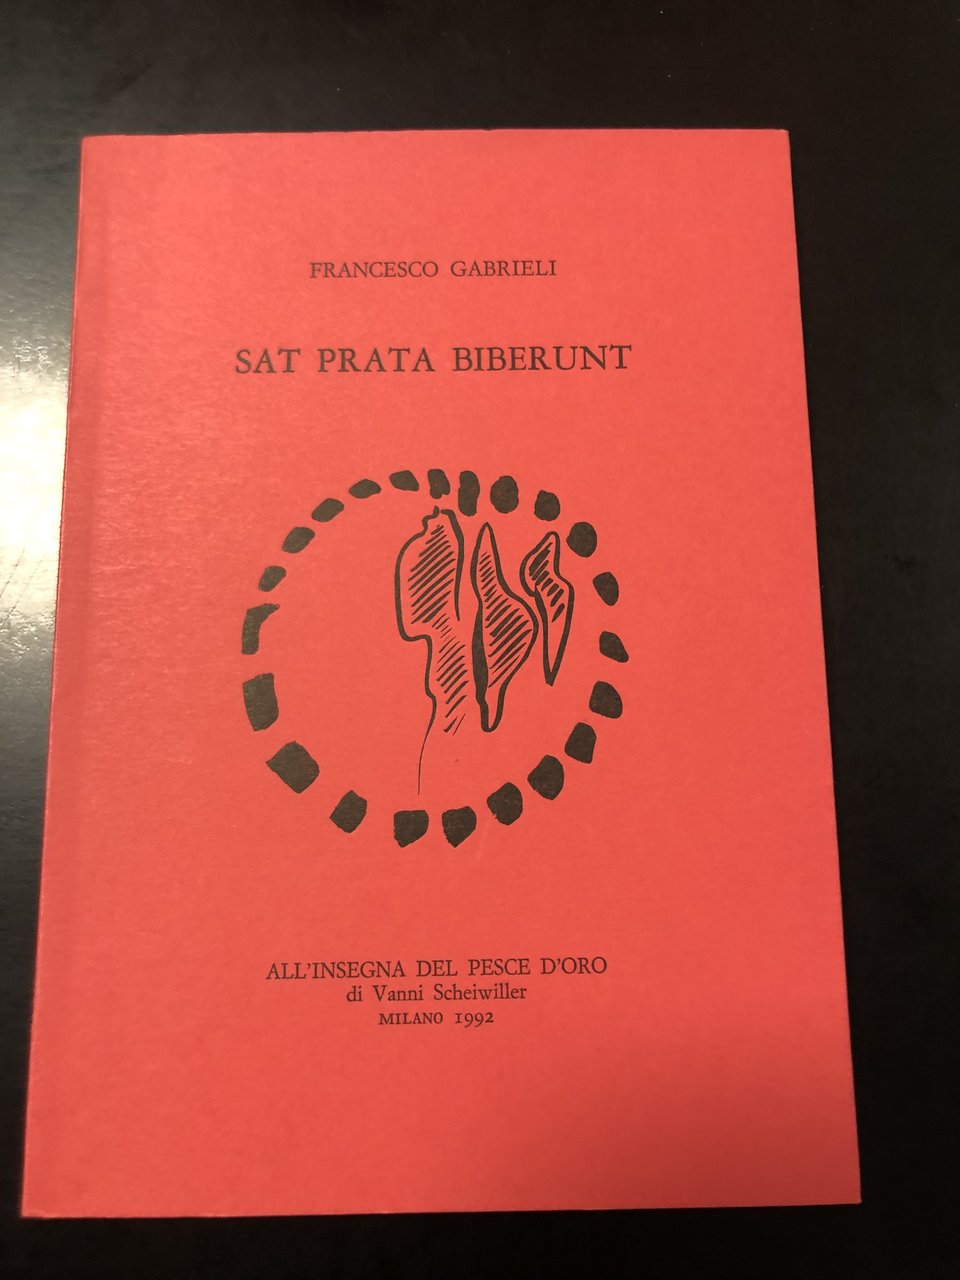 FRANCESCO GABRIELI
SAT PRATA BIBERUNT
ALL'INSEGNA DEL PESCE D'ORO
di Vanni Scheiwiller
MILANO 1992